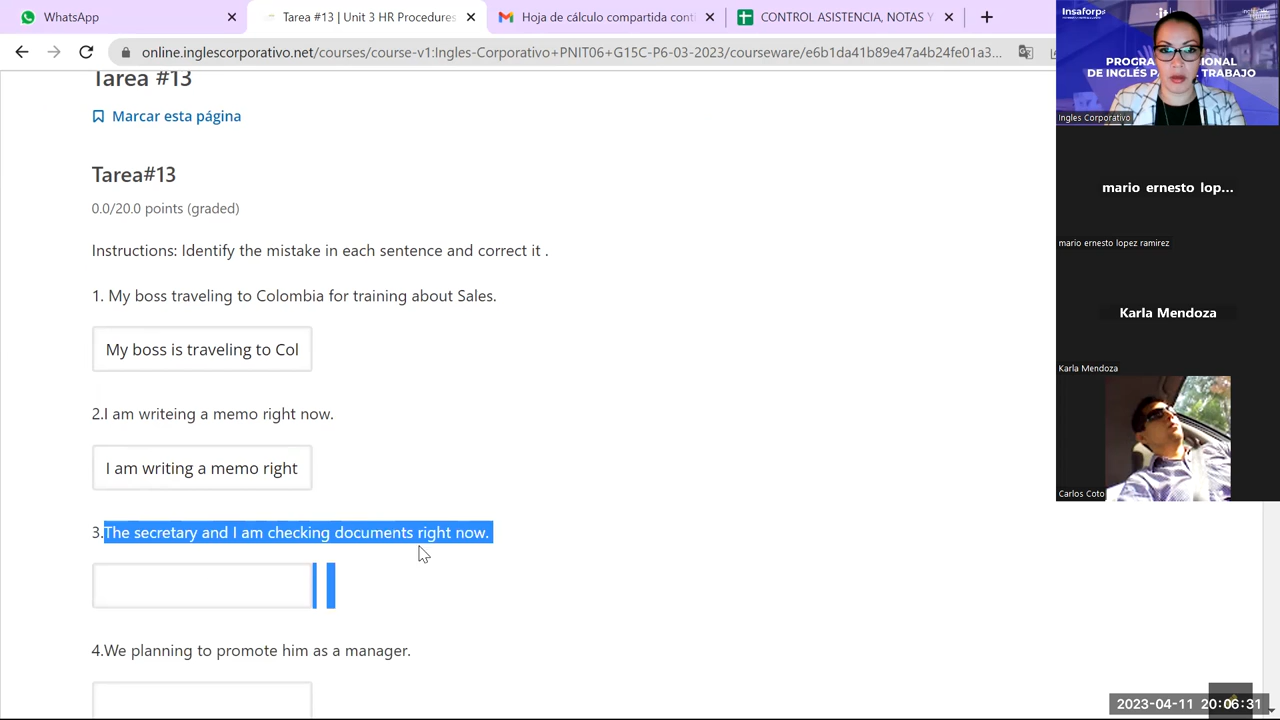 WhatsApp
Tarea #13 | Unit 6 HR Procedures
Hoja de cálculo compartida cont
CONTROL ASISTENCIA, NOTAS Y
online.inglescorporativo.net/courses/course-v1:Ingles-Corporativo+PNIT06+G15C-P6-03-2023/courseware/e6b1da41b89e47a4b24fe01a3...
Tarea #13
Marcar esta página
Tarea#13
0.0/20.0 points (graded)
Instructions: Identify the mistake in each sentence and correct it .
1. My boss traveling to Colombia for training about Sales.
My boss is traveling to Col
2.I am writeing a memo right now.
I am writing a memo right
3.The secretary and I am checking documents right now.
4.We planning to promote him as a manager.
Insaforp
DE INGLÉS TRABAJO
Ingles Corporativo
mario ernesto lop...
mario ernesto lopez ramirez
Karla Mendoza
Karla Mendoza
Carlos Coto
2023-04-11 20:06:31